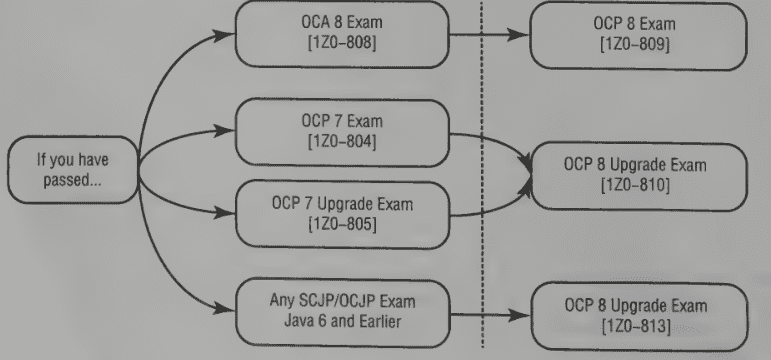 OCA 8 Exam
[1Z0-808]
OCP 8 Exam
[1Z0-809]
OCP 7 Exam
[1Z0-804]
If you have
passed...
OCP 8 Upgrade Exam
[1Z0-810]
OCP 7 Upgrade Exam
[1Z0-805]
Any SCJP/OCJP Exam
Java 6 and Earlier
OCP 8 Upgrade Exam
[1Z0-813]